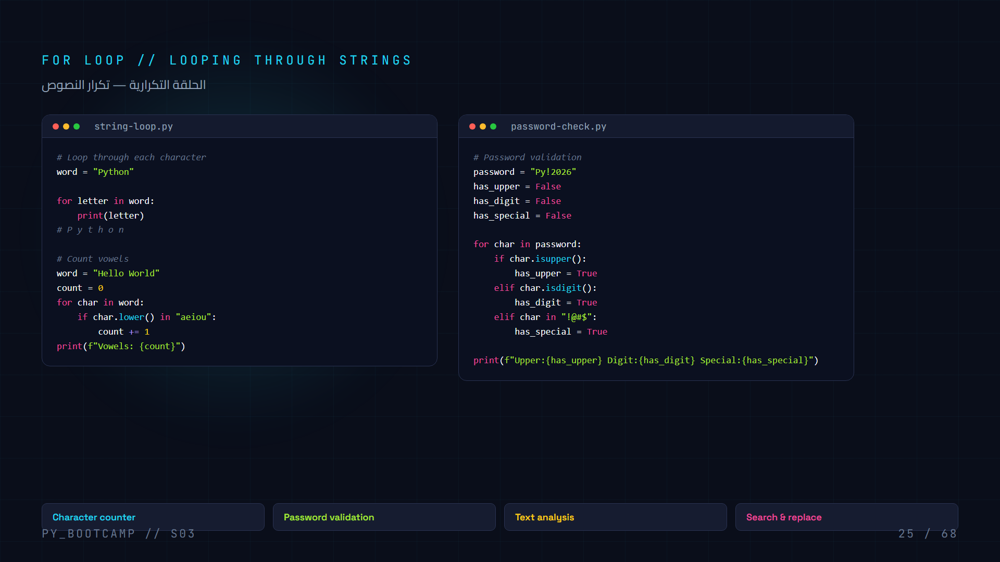 FOR LOOP // LOOPING THROUGH STRINGS
الحلقة التكرارية — تكرار النصوص
string-loop.py
# Loop through each character
word = "Python"
for letter in word:
    print(letter)
# P y t h o n
# Count vowels
word = "Hello World"
count = 0
for char in word:
    if char.lower() in "aeiou":
        count += 1
print(f"Vowels: {count}")
password-check.py
# Password validation
password = "Py!2026"
has_upper = False
has_digit = False
has_special = False
for char in password:
    if char.isupper():
        has_upper = True
    elif char.isdigit():
        has_digit = True
    elif char in "!@#$":
        has_special = True
print(f"Upper:{has_upper} Digit:{has_digit} Special:{has_special}")
Character counter
Password validation
Text analysis
Search & replace
PY_BOOTCAMP // S03
25 / 68